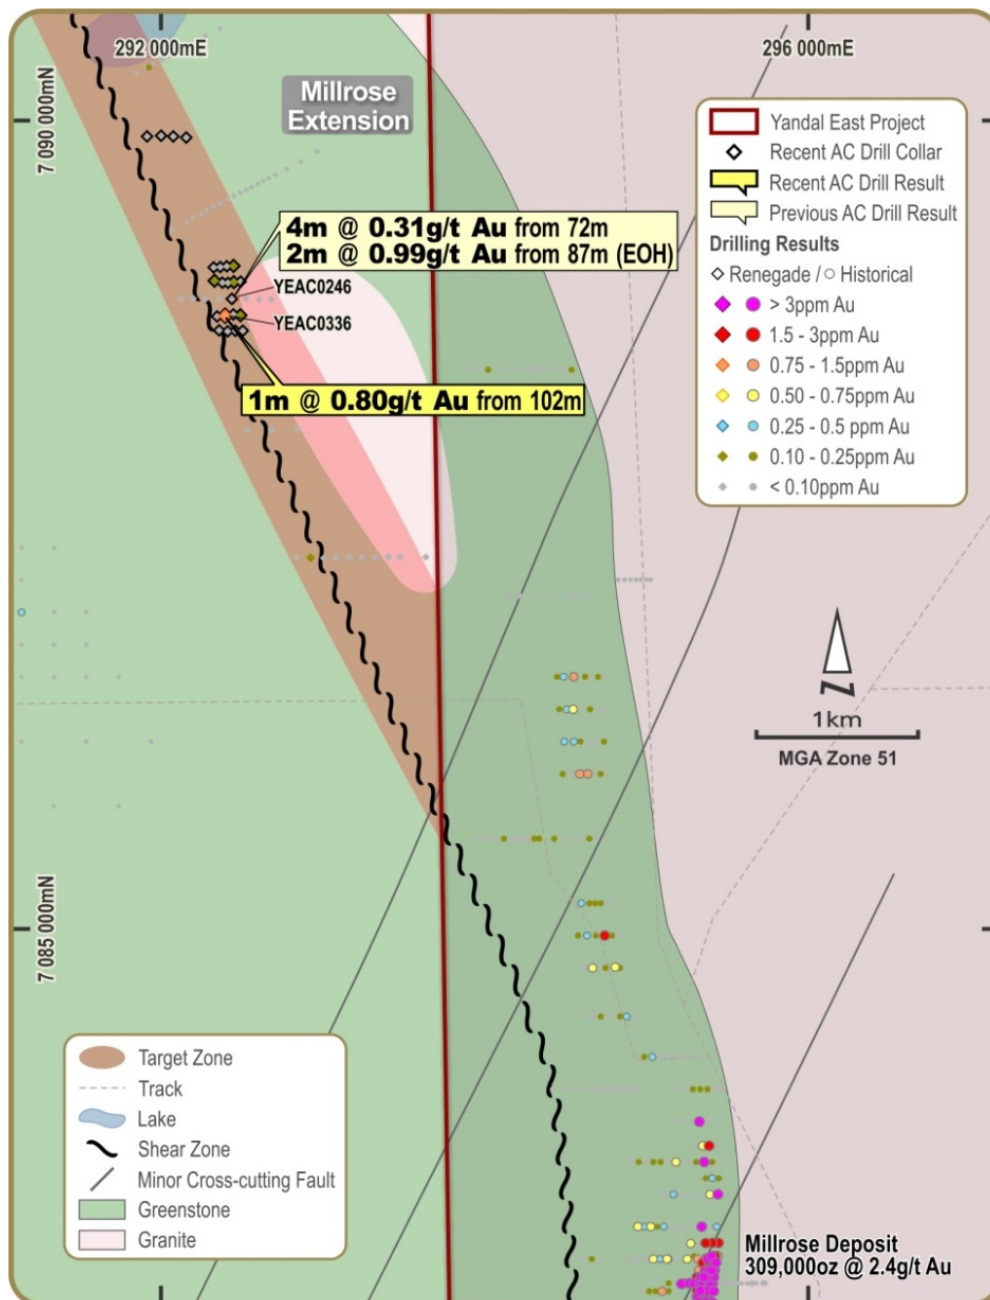 292 000mE
296 000mE
7 090 000mN
Millrose
Extension
Yandal East Project
Recent AC Drill Collar
Recent AC Drill Result
Previous AC Drill Result
Drilling Results
Renegade / Historical
> 3ppm Au
1.5 - 3ppm Au
0.75 - 1.5ppm Au
0.50 - 0.75ppm Au
0.25 - 0.5 ppm Au
0.10 - 0.25ppm Au
< 0.10ppm Au
4m @ 0.31g/t Au from 72m
2m @ 0.99g/t Au from 87m (EOH)
YEAC0246
YEAC0336
1m @ 0.80g/t Au from 102m
N
1km
MGA Zone 51
7 085 000mN
Target Zone
Track
Lake
Shear Zone
Minor Cross-cutting Fault
Greenstone
Granite
Millrose Deposit
309,000oz @ 2.4g/t Au